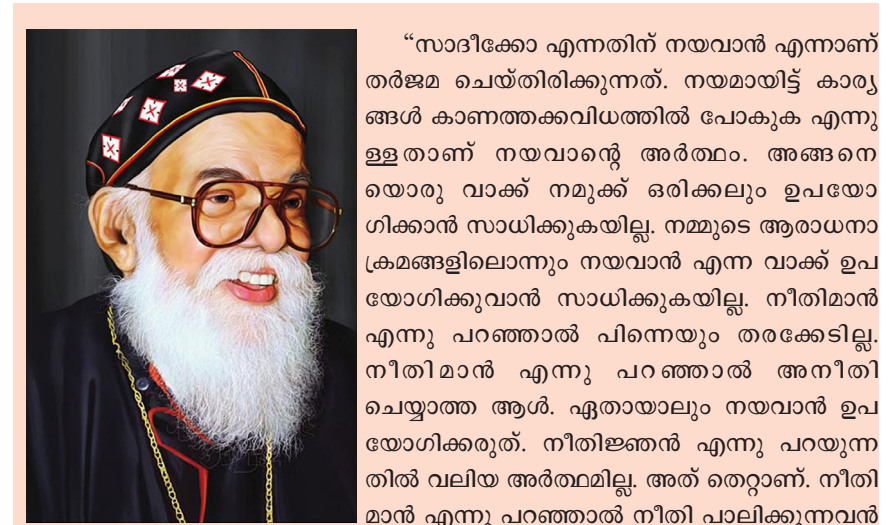 “സാദീക്കോ എന്നതിന് നയവാൻ എന്നാണ്
തർജമ ചെയ്തിരിക്കുന്നത്. നയമായിട്ട് കാര്യ
ങ്ങൾ കാണത്തക്കവിധത്തിൽ പോകുക എന്നു
ള്ളതാണ് നയവാന്റെ അർത്ഥം. അങ്ങനെ
യൊരു വാക്ക് നമുക്ക് ഒരിക്കലും ഉപയോ
ഗിക്കാൻ സാധിക്കുകയില്ല. നമ്മുടെ ആരാധനാ
ക്രമങ്ങളിലൊന്നും നയവാൻ എന്ന വാക്ക് ഉപ
യോഗിക്കുവാൻ സാധിക്കുകയില്ല. നീതിമാൻ
എന്നു പറഞ്ഞാൽ പിന്നെയും തരക്കേടില്ല.
നീതിമാൻ എന്നു പറഞ്ഞാൽ അനീതി
ചെയ്യാത്ത ആൾ. ഏതായാലും നയവാൻ ഉപ
യോഗിക്കരുത്. നീതിജ്ഞൻ എന്നു പറയുന്ന
തിൽ വലിയ അർത്ഥമില്ല. അത് തെറ്റാണ്. നീതി
മാൻ എന്നു പറഞ്ഞാൽ നീതി പാലിക്കുന്നവൻ